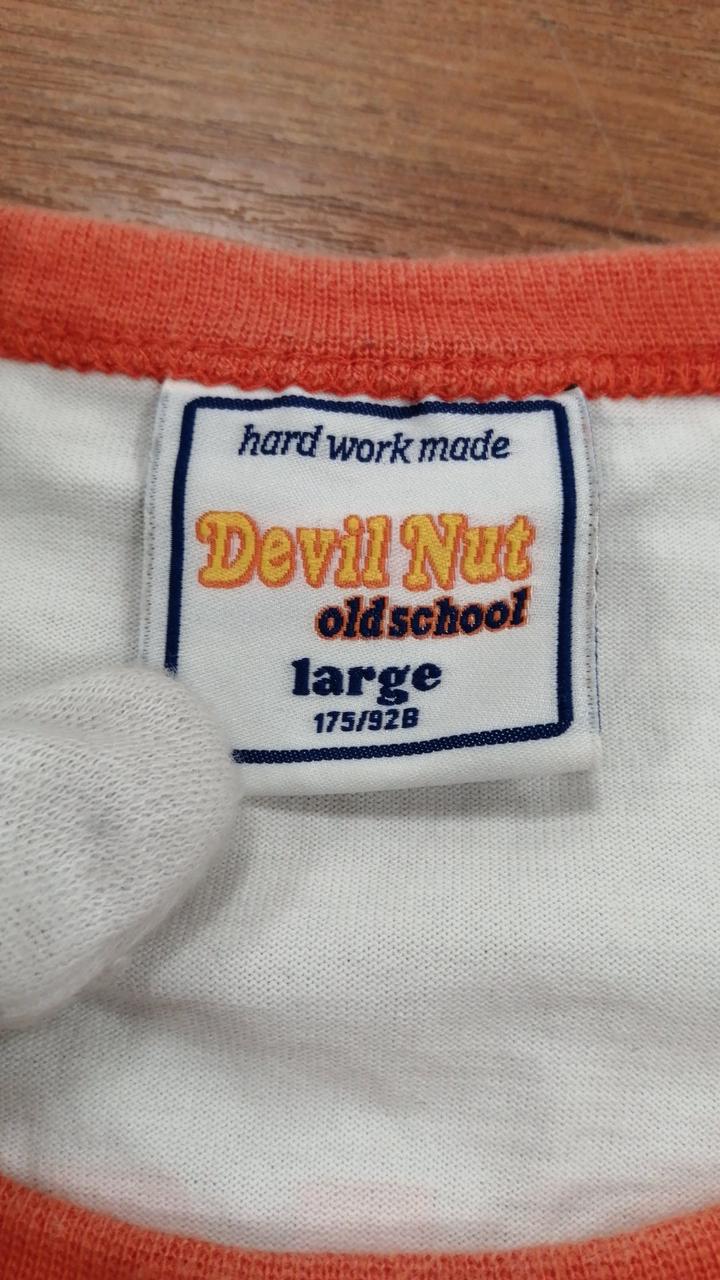 hard work made
Devil Nut
oldschool
large
175/92B